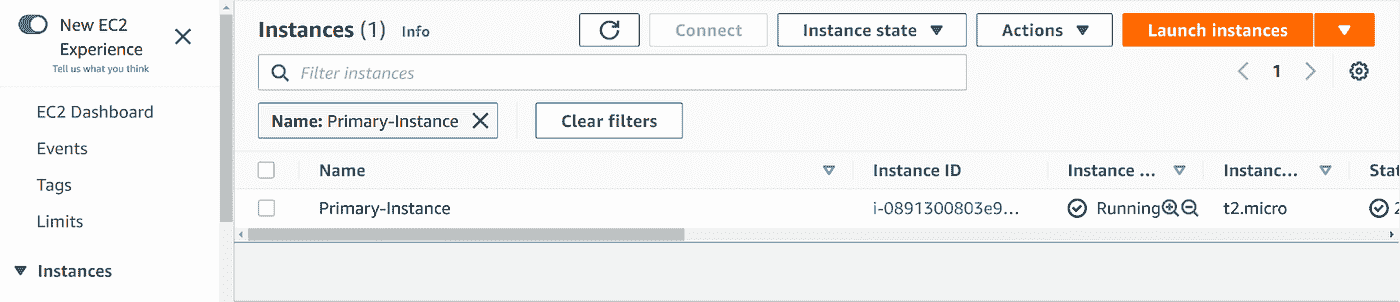 New EC2
Experience
Tell us what you think
EC2 Dashboard
Events
Tags
Limits
Instances
Instances (1) Info
Connect
Instance state
Actions
Launch instances
Filter instances
1
Name: Primary-Instance
Clear filters
Name Instance ID Instance ... Instanc... Stat
Primary-Instance i-0891300803e9... Running t2.micro 2